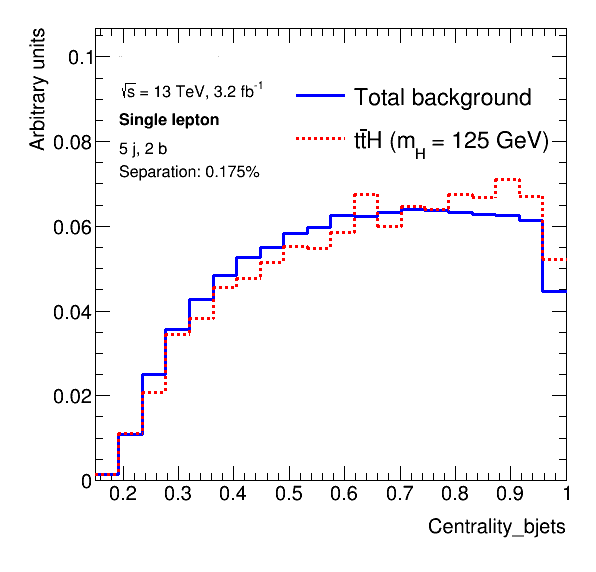 Arbitrary units
0.1
0.08
0.06
0.04
0.02
0
√s = 13 TeV, 3.2 fb⁻¹
Single lepton
5 j, 2 b
Separation: 0.175%
Total background
tt̄H (m_H = 125 GeV)
0.2 0.3 0.4 0.5 0.6 0.7 0.8 0.9 1
Centrality_bjets